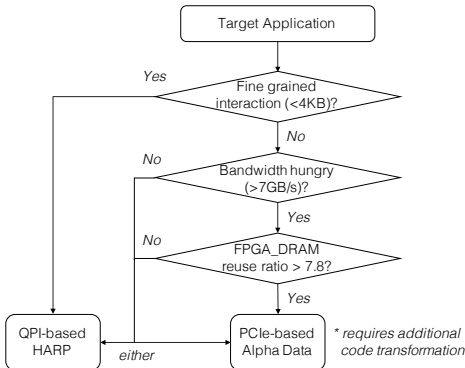 Target Application
Yes
Fine grained
interaction (<4KB)?
No
No
Bandwidth hungry
(>7GB/s)?
Yes
No
FPGA_DRAM
reuse ratio > 7.8?
Yes
QPI-based
HARP
either
PCIe-based
Alpha Data
* requires additional
code transformation